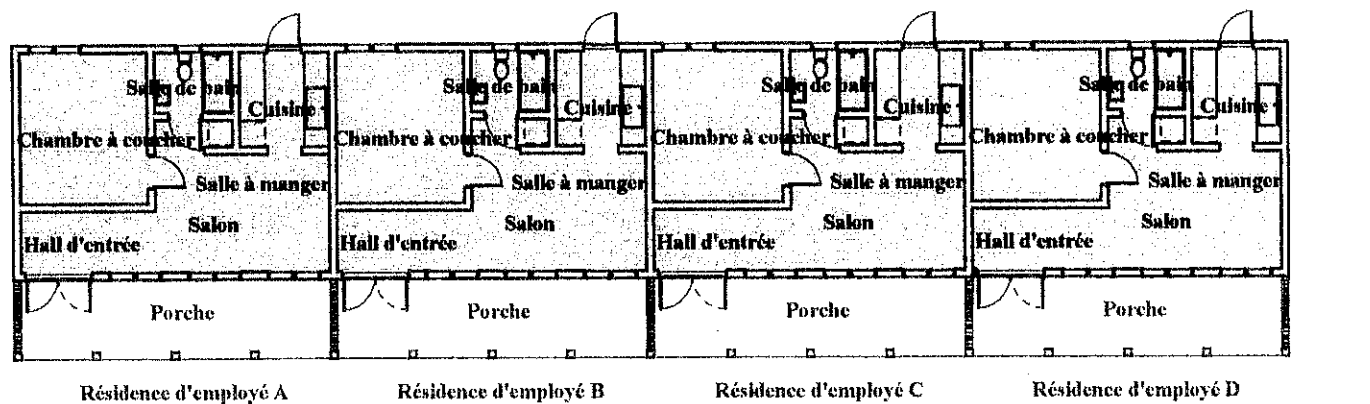 Salle de bain Salle de bain Salle de bain Salle de bain
Cuisine Cuisine Cuisine Cuisine
Chambre à coucher Chambre à coucher Chambre à coucher Chambre à coucher
Salle à manger Salle à manger Salle à manger Salle à manger
Salon Salon Salon Salon
Hall d'entrée Hall d'entrée Hall d'entrée Hall d'entrée
Porche Porche Porche Porche
Résidence d'employé A Résidence d'employé B Résidence d'employé C Résidence d'employé D